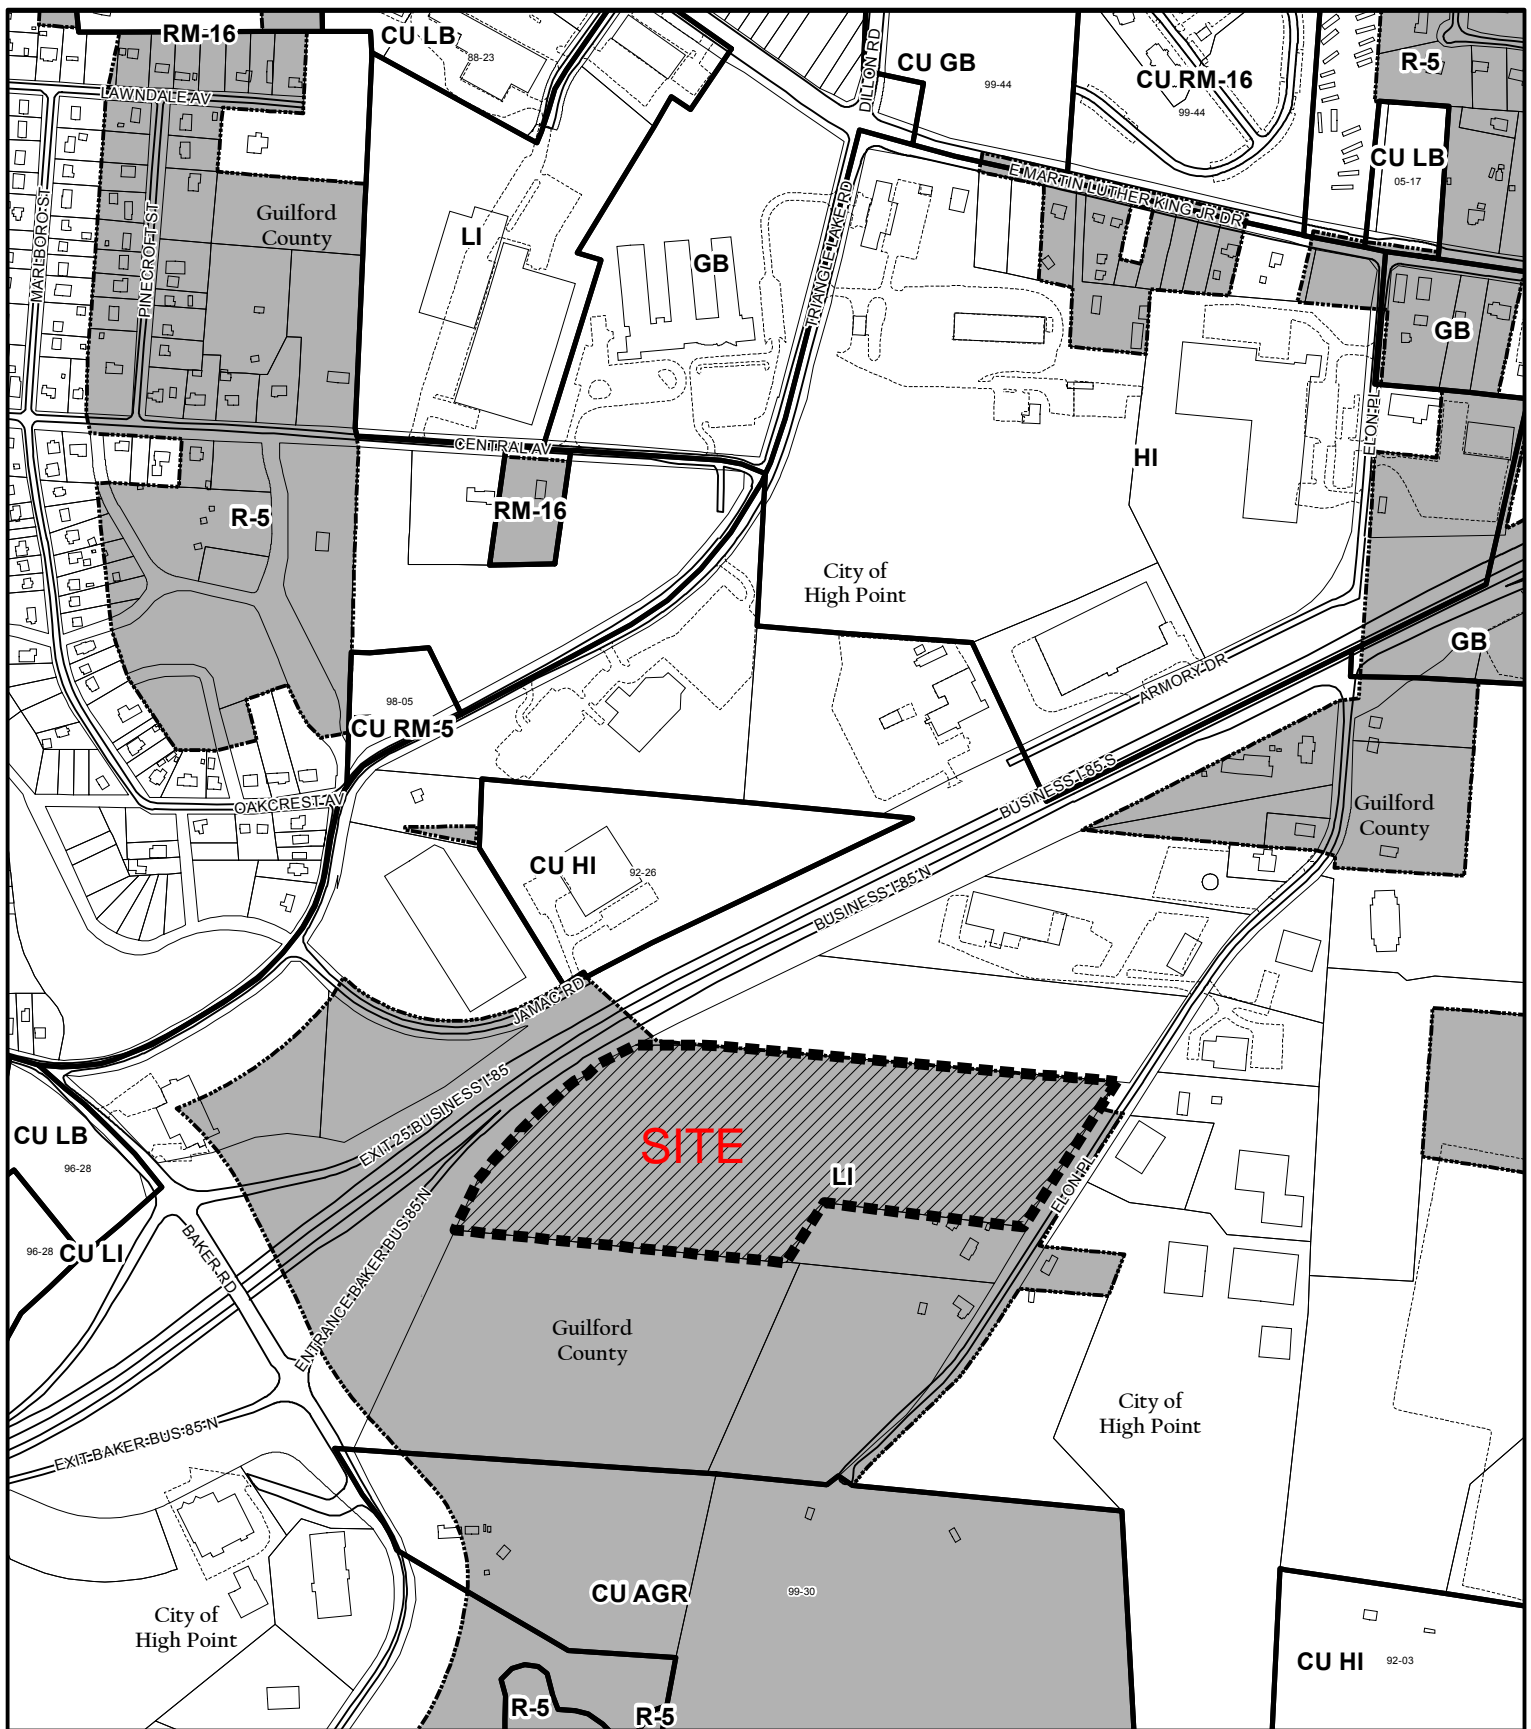 RM-16
CU LB
88-23
DILLON RD
CU GB
99-44
CU RM-16
99-44
R-5
LAWNDALE AV
CU LB
05-17
E MARTIN LUTHER KING JR DR
MARLBORO ST
PINECROFT ST
Guilford
County
LI
GB
TRIANGLE LAKE RD
GB
ELON PL
CENTRAL AV
HI
RM-16
R-5
City of
High Point
GB
ARMORY DR
98-05
CU RM-5
BUSINESS I-85 S
OAKCREST AV
Guilford
County
CU HI
92-26
BUSINESS I-85 N
JAMAC RD
EXIT 25 BUSINESS I-85
SITE
CU LB
96-28
LI
ELON PL
BAKER RD
ENTRANCE BAKER BUS 85 N
96-28
CU LI
Guilford
County
City of
High Point
EXIT BAKER BUS 85 N
CU AGR
99-30
City of
High Point
CU HI
92-03
R-5
R-5